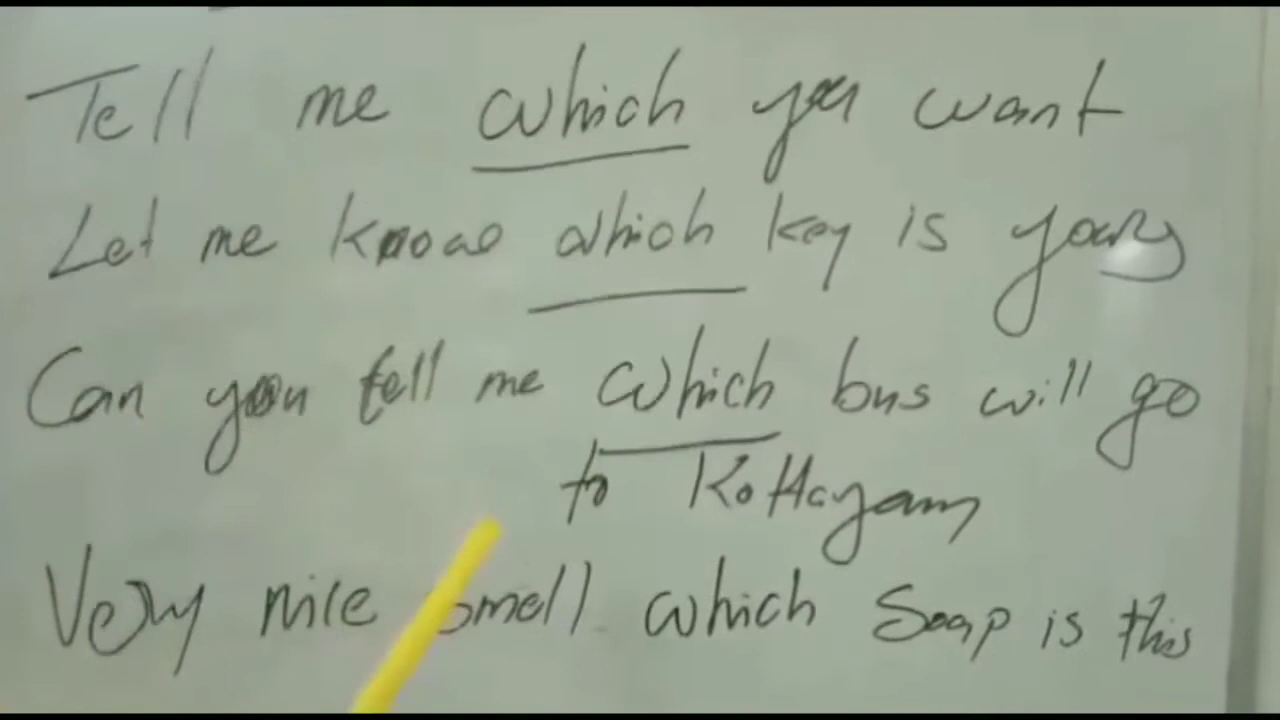 Tell me which you want
Let me know which key is yours
Can you tell me which bus will go
to Kottayam
Very nice smell which Soap is this